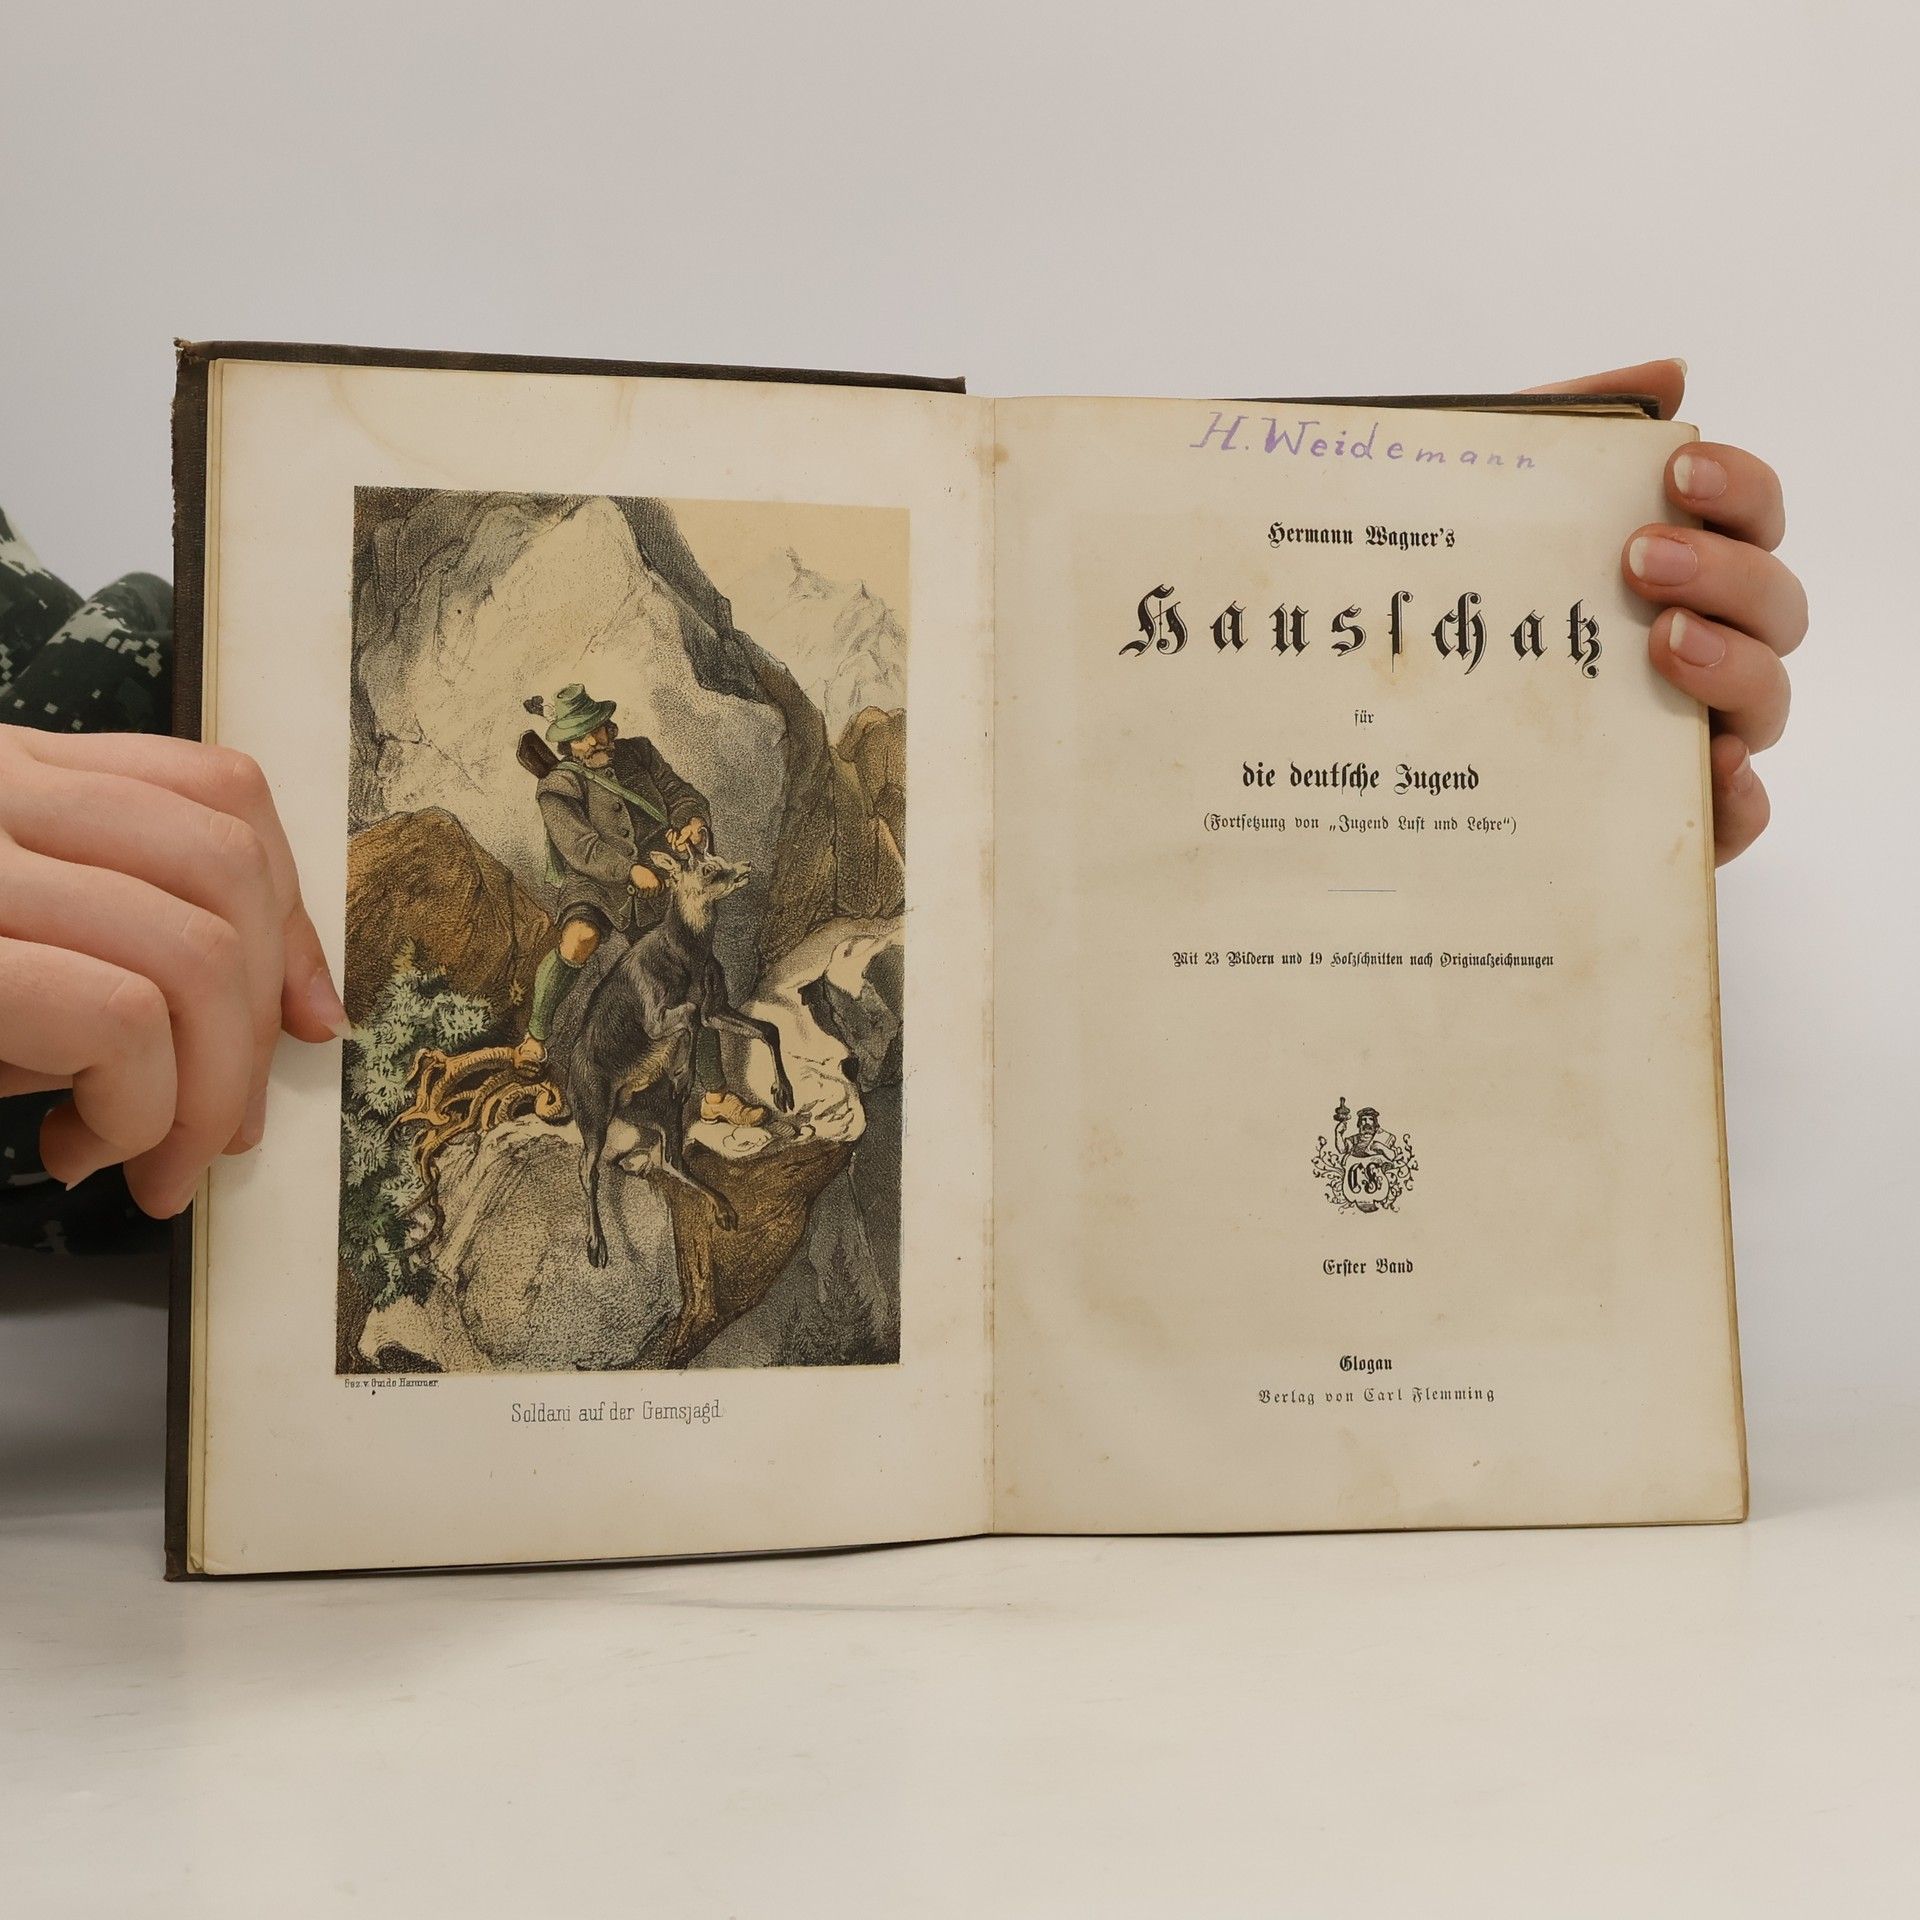 Gez. v. Guido Hammer.
Soldani auf der Gemsjagd.
H. Weidemann
Hermann Wagner's
Hausſchatz
für
die deutſche Jugend
(Fortſetzung von „Jugend Luſt und Lehre“)
Mit 23 Bildern und 19 Holzſchnitten nach Originalzeichnungen
C.F.
Erſter Band
Glogau
Verlag von Carl Flemming